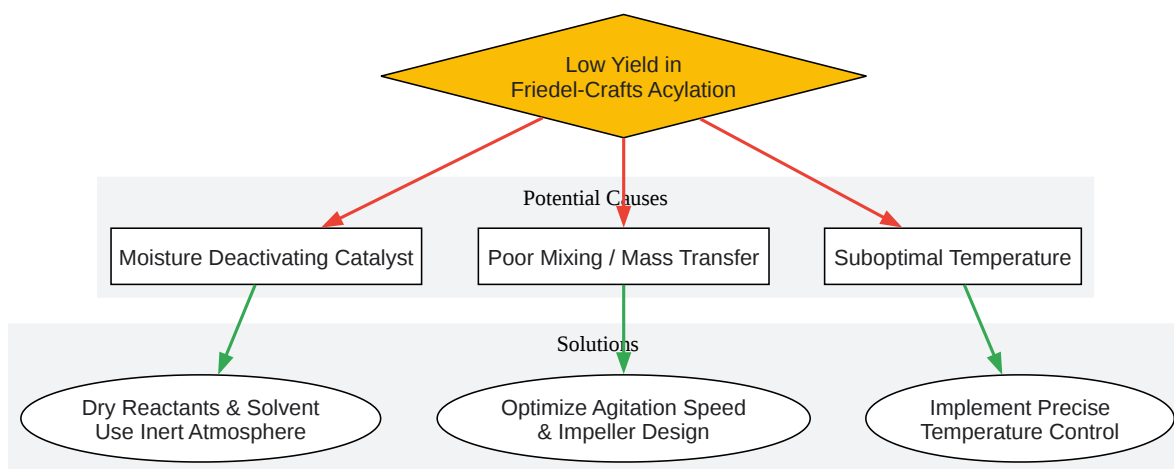 Low Yield in
Friedel-Crafts Acylation
Potential Causes
Moisture Deactivating Catalyst
Poor Mixing / Mass Transfer
Suboptimal Temperature
Solutions
Dry Reactants & Solvent
Use Inert Atmosphere
Optimize Agitation Speed
& Impeller Design
Implement Precise
Temperature Control